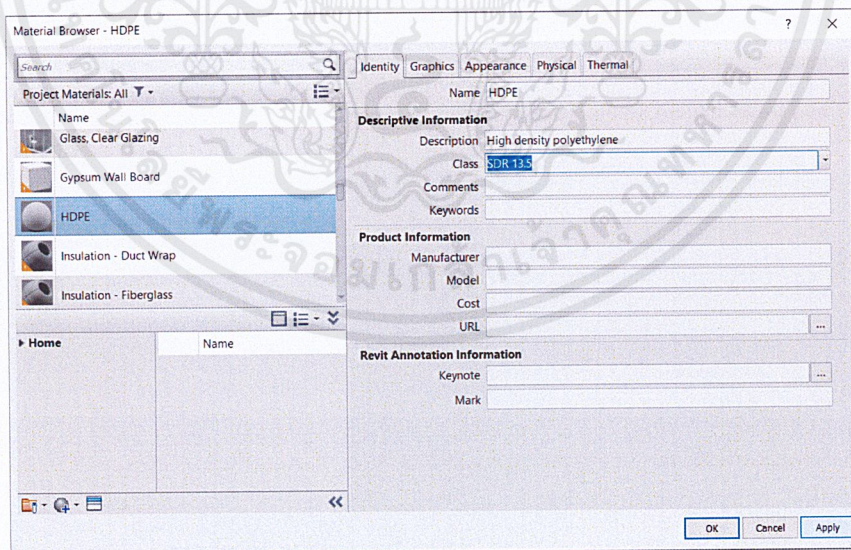 Material Browser - HDPE
? ×
Search
Identity Graphics Appearance Physical Thermal
Project Materials: All
Name HDPE
Name
Descriptive Information
Glass, Clear Glazing
Description High density polyethylene
Class SDR 13.5
Gypsum Wall Board
Comments
HDPE
Keywords
Product Information
Insulation - Duct Wrap
Manufacturer
Model
Insulation - Fiberglass
Cost
URL ...
Home Name
Revit Annotation Information
Keynote ...
Mark
OK Cancel Apply